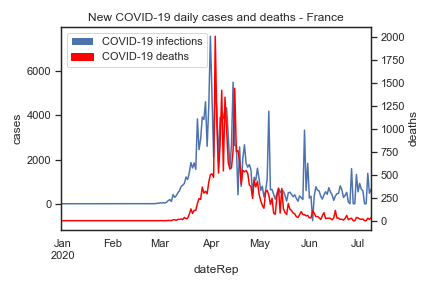 New COVID-19 daily cases and deaths - France
COVID-19 infections
COVID-19 deaths
6000
4000
2000
0
cases
2000
1750
1500
1250
1000
750
500
250
0
deaths
Jan
2020
Feb
Mar
Apr
May
Jun
Jul
dateRep